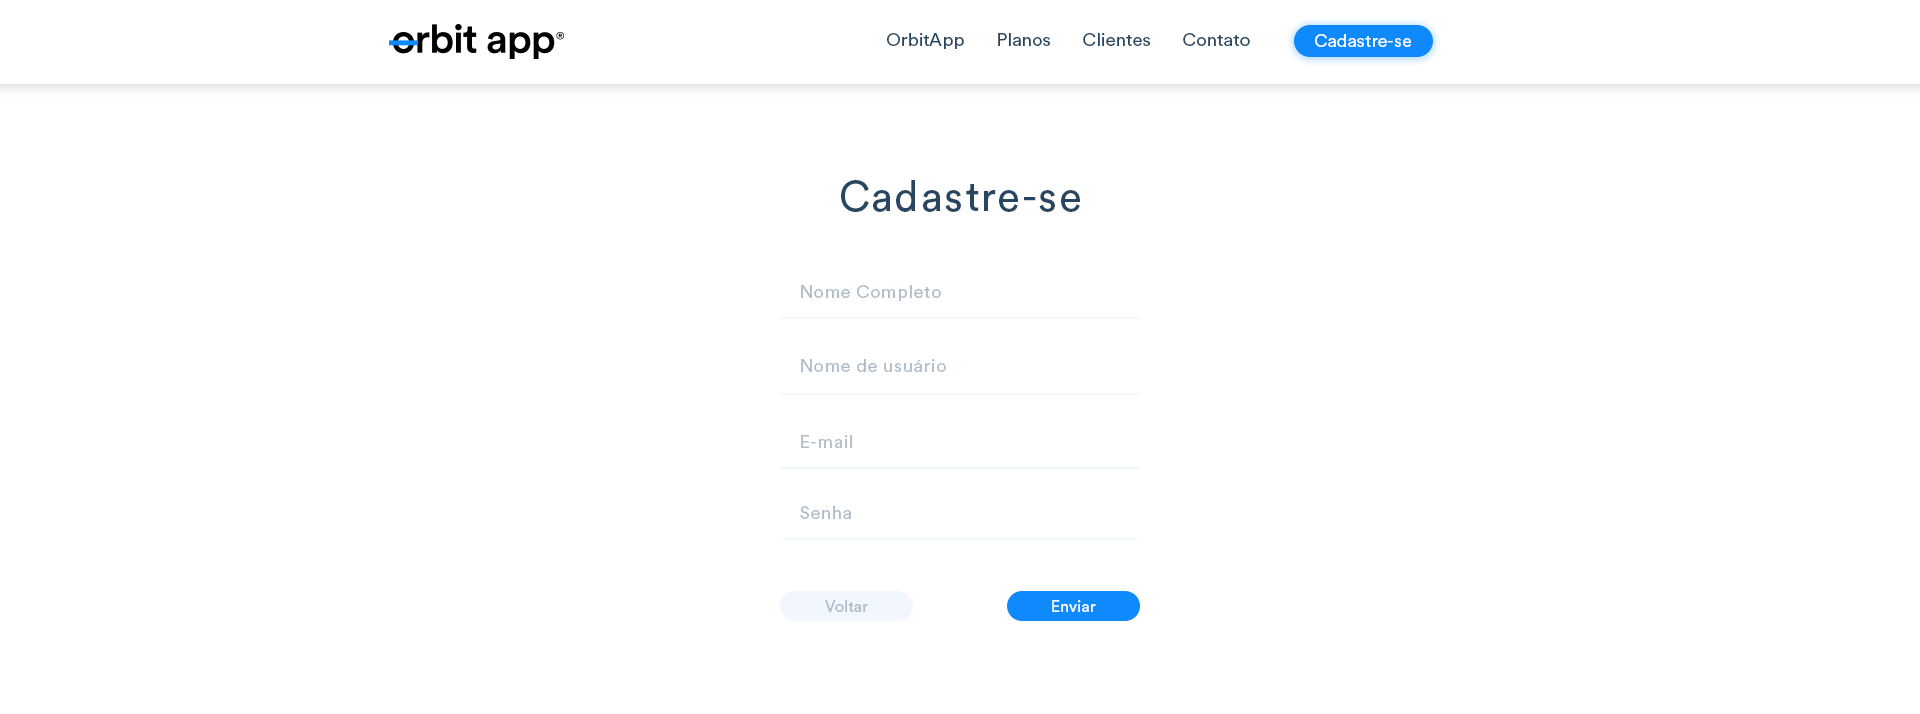 orbit app®
OrbitApp Planos Clientes Contato Cadastre-se
Cadastre-se
Nome Completo
Nome de usuário
E-mail
Senha
Voltar Enviar